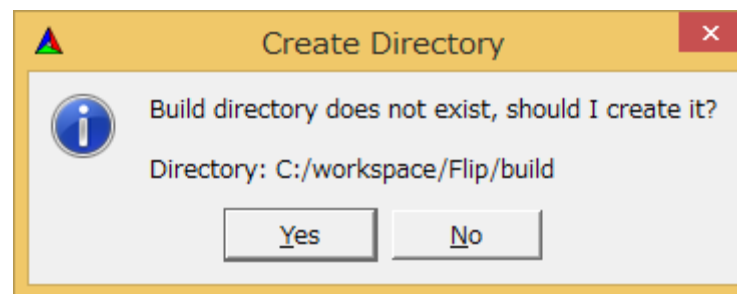 Create Directory
Build directory does not exist, should I create it?
Directory: C:/workspace/Flip/build
Yes No